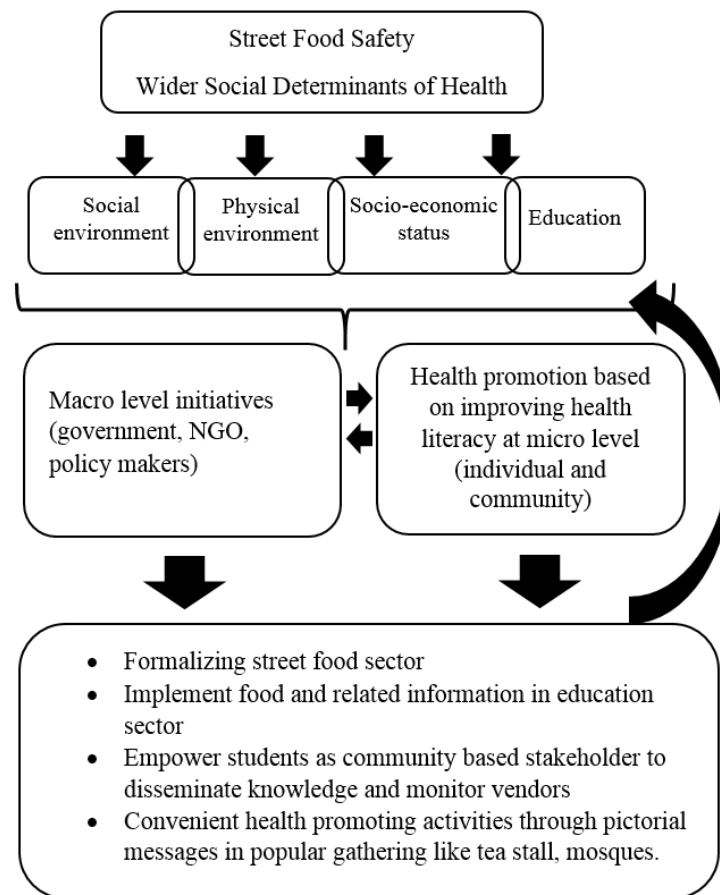 Street Food Safety
Wider Social Determinants of Health
Social
environment
Physical
environment
Socio-economic
status
Education
Macro level initiatives
(government, NGO,
policy makers)
Health promotion based
on improving health
literacy at micro level
(individual and
community)
• Formalizing street food sector
• Implement food and related information in education
sector
• Empower students as community based stakeholder to
disseminate knowledge and monitor vendors
• Convenient health promoting activities through pictorial
messages in popular gathering like tea stall, mosques.